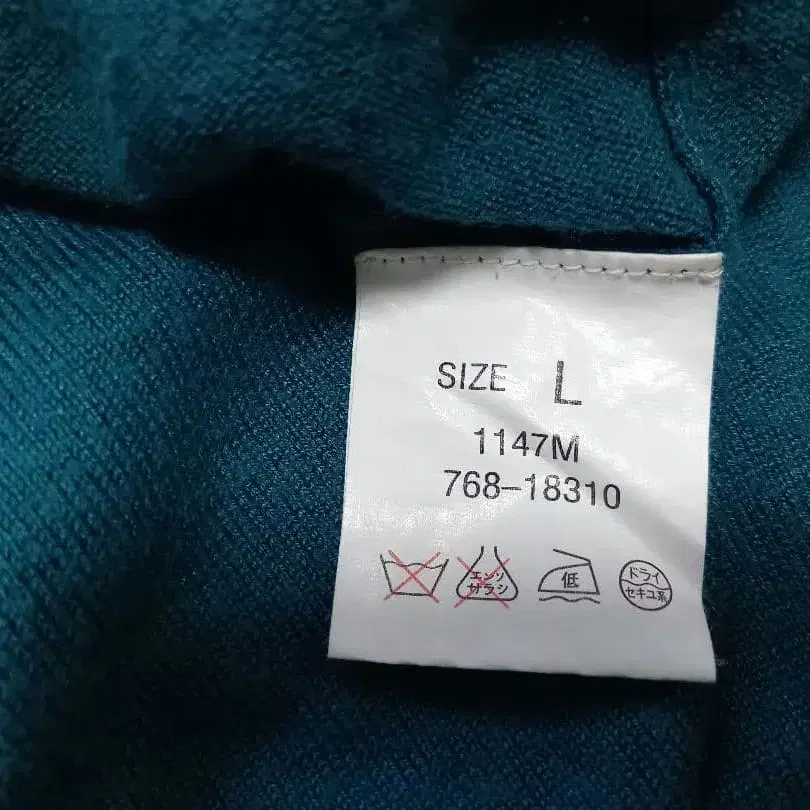 SIZE L
1147M
768-18310
エンソ
サラシ
低
ドライ
セキユ系